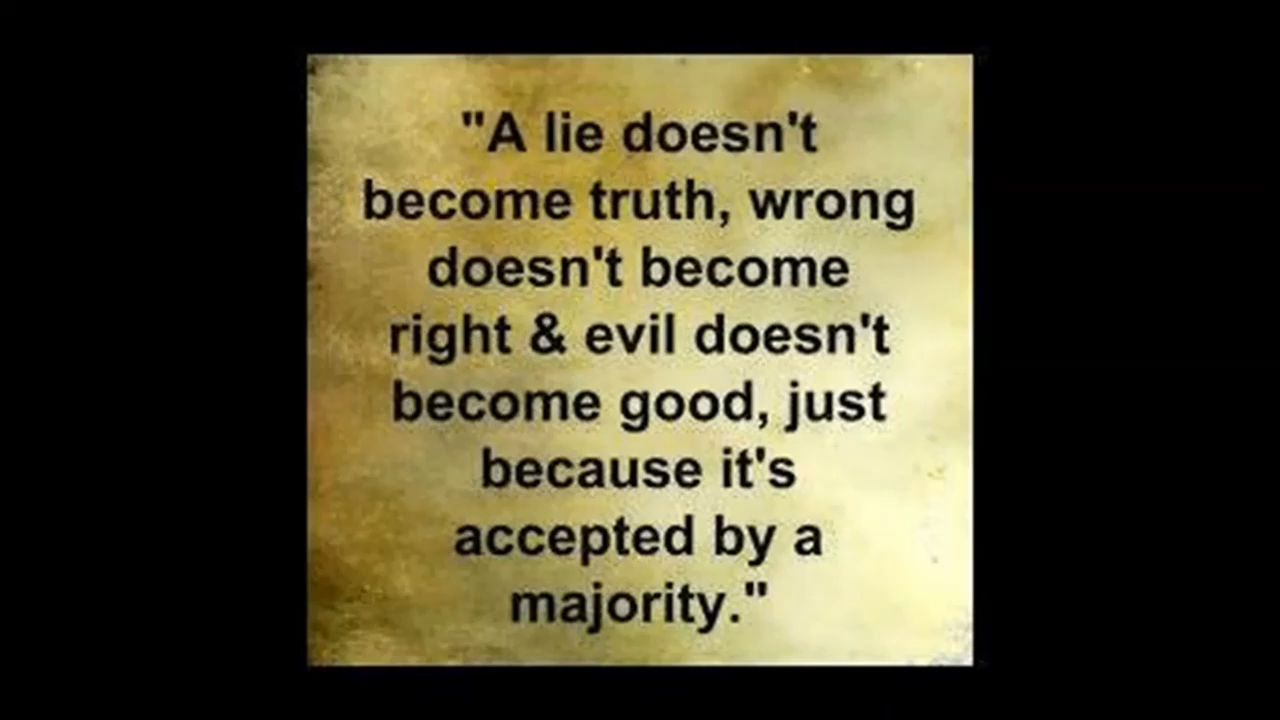 "A lie doesn't
become truth, wrong
doesn't become
right & evil doesn't
become good, just
because it's
accepted by a
majority."